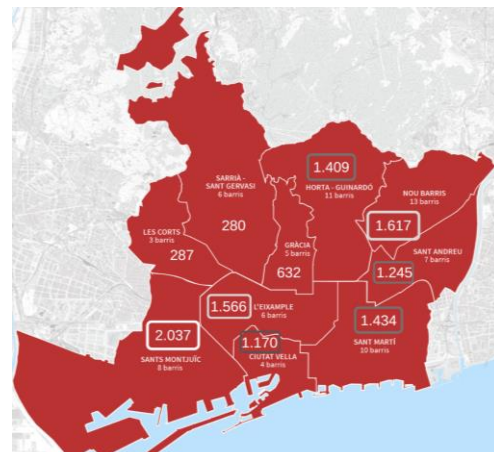 1.409
HORTA - GUINARDÓ
11 barris
SARRIÀ -
SANT GERVASI
6 barris
280
NOU BARRIS
13 barris
1.617
LES CORTS
3 barris
287
GRÀCIA
5 barris
632
SANT ANDREU
7 barris
1.245
1.566
L'EIXAMPLE
6 barris
2.037
SANTS MONTJUÏC
8 barris
1.170
CIUTAT VELLA
4 barris
1.434
SANT MARTÍ
10 barris